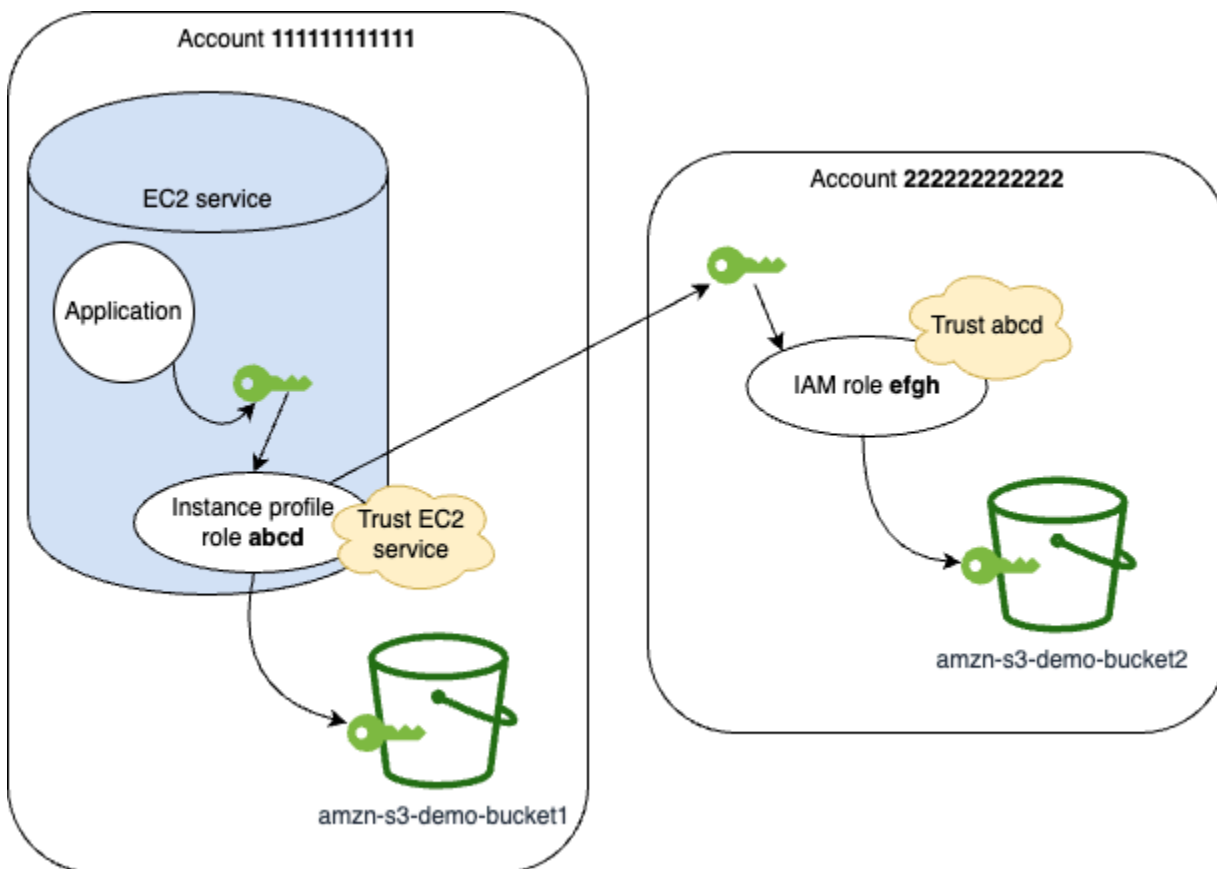 Account 111111111111
EC2 service
Application
Instance profile
role abcd
Trust EC2
service
amzn-s3-demo-bucket1
Account 222222222222
Trust abcd
IAM role efgh
amzn-s3-demo-bucket2